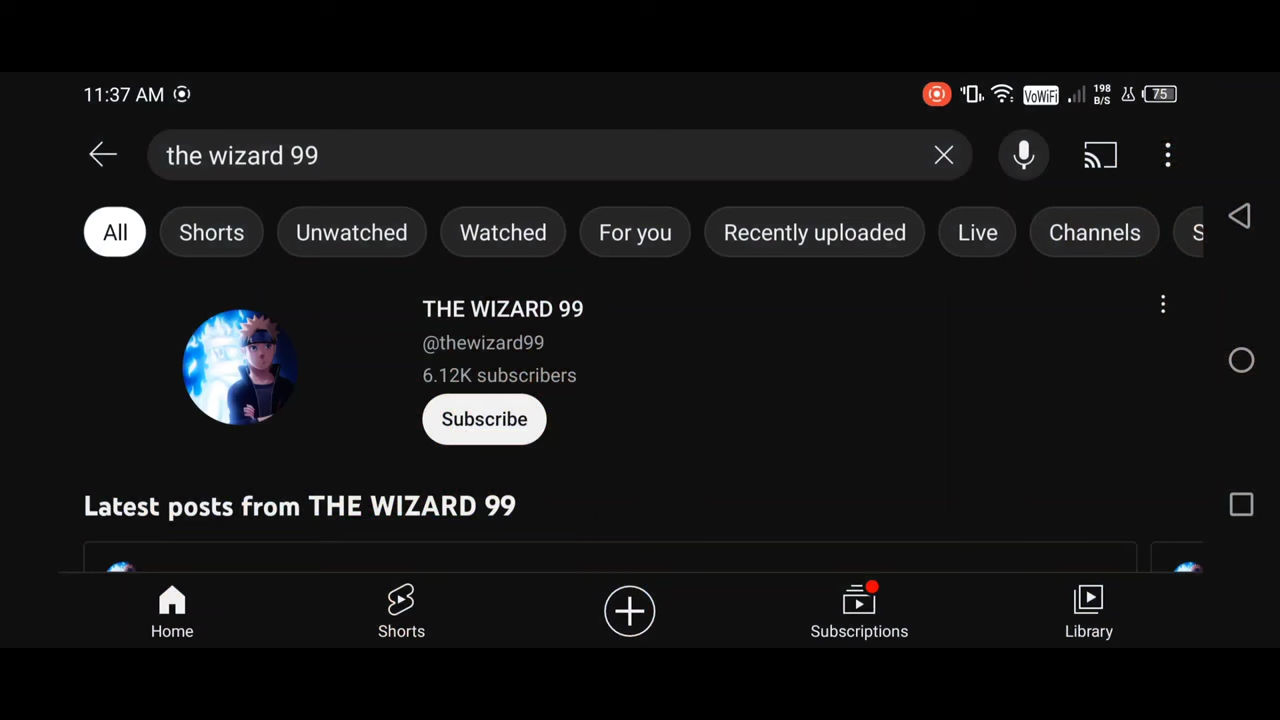 11:37 AM
VoWiFi 198 B/S 75
the wizard 99
All Shorts Unwatched Watched For you Recently uploaded Live Channels S
THE WIZARD 99
@thewizard99
6.12K subscribers
Subscribe
Latest posts from THE WIZARD 99
Home Shorts Subscriptions Library